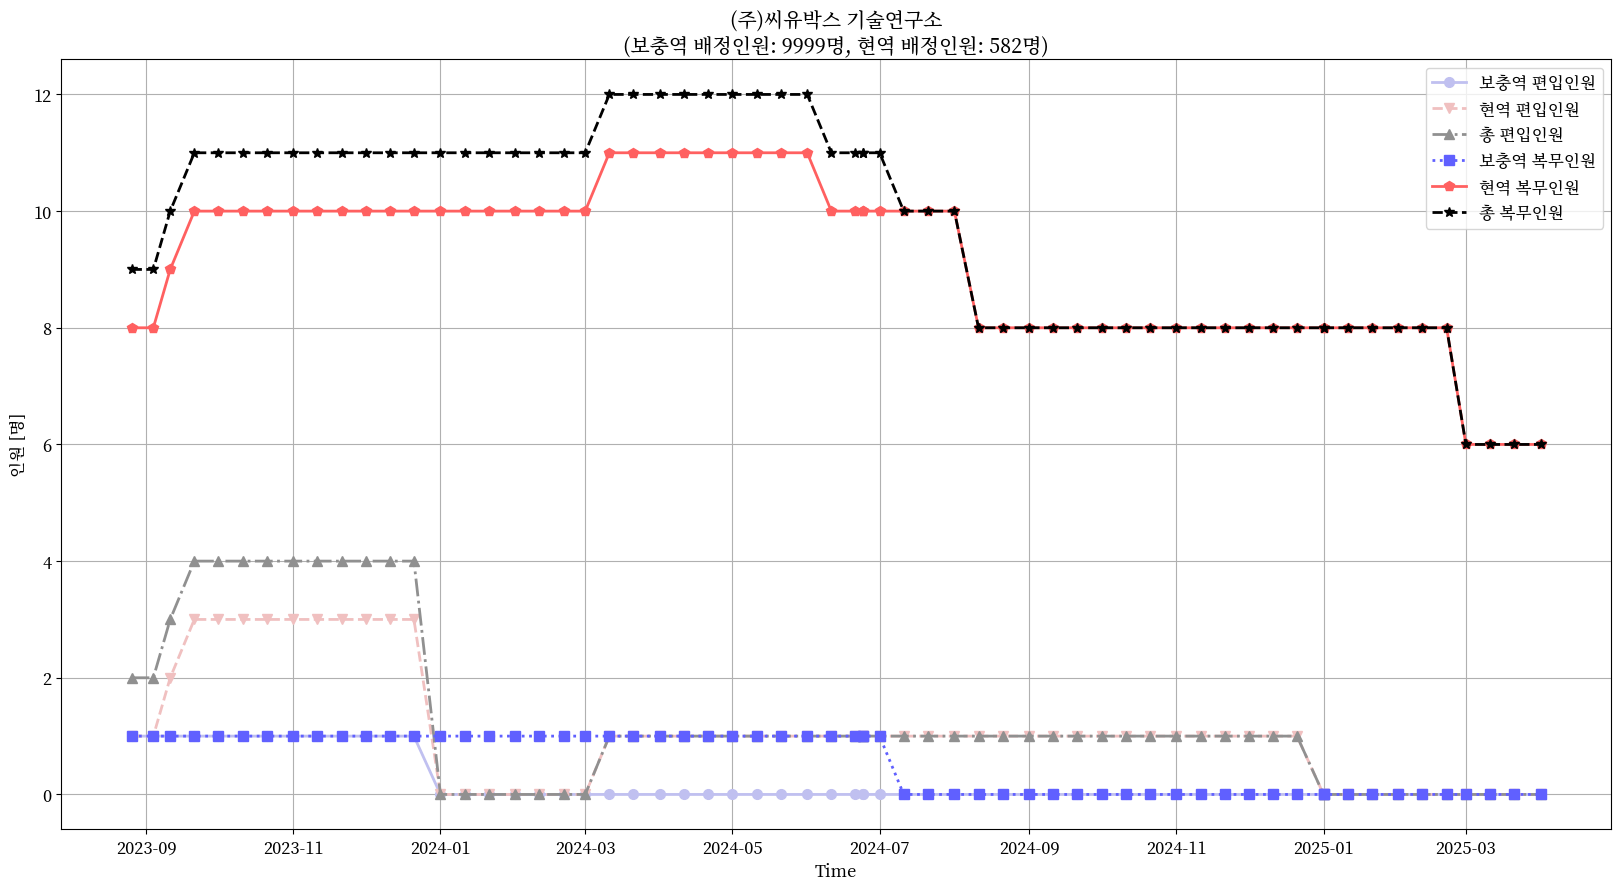 (주)씨유박스 기술연구소
(보충역 배정인원: 9999명, 현역 배정인원: 582명)
보충역 편입인원
현역 편입인원
총 편입인원
보충역 복무인원
현역 복무인원
총 복무인원
12
10
8
6
4
2
0
인원 [명]
2023-09
2023-11
2024-01
2024-03
2024-05
2024-07
2024-09
2024-11
2025-01
2025-03
Time